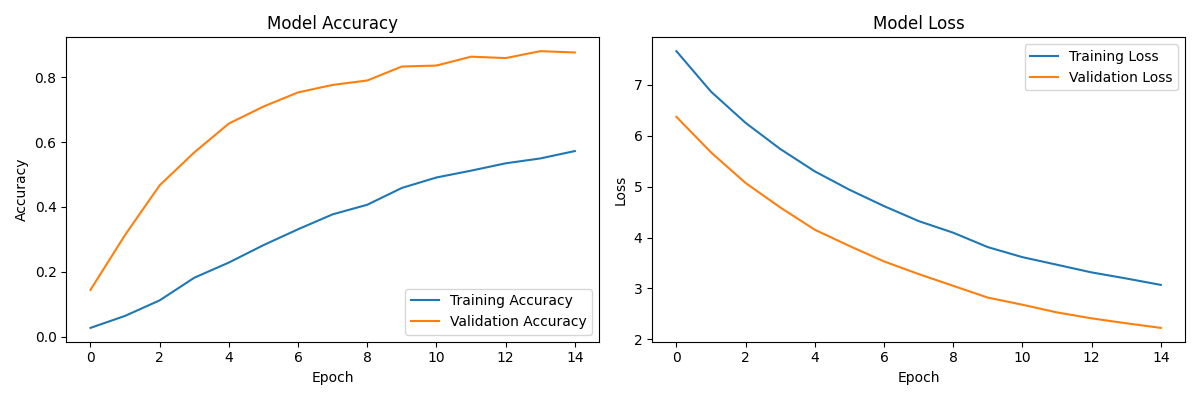 Model Accuracy
Accuracy
0.8
0.6
0.4
0.2
0.0
Training Accuracy
Validation Accuracy
0 2 4 6 8 10 12 14
Epoch
Model Loss
Loss
7
6
5
4
3
2
Training Loss
Validation Loss
0 2 4 6 8 10 12 14
Epoch